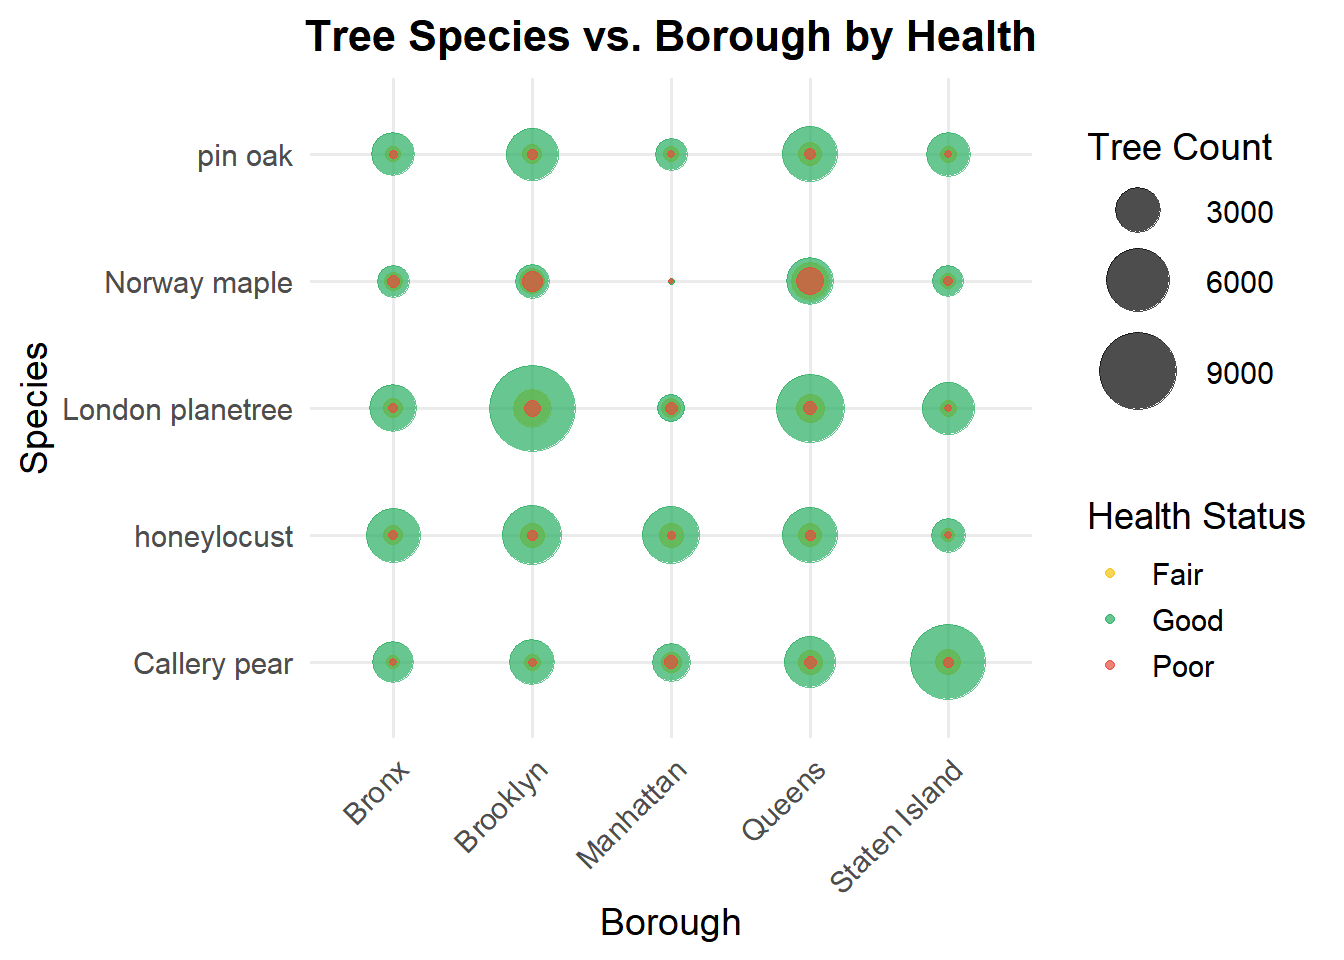 Tree Species vs. Borough by Health
Species
pin oak
Norway maple
London planetree
honeylocust
Callery pear
Bronx
Brooklyn
Manhattan
Queens
Staten Island
Borough
Tree Count
3000
6000
9000
Health Status
Fair
Good
Poor